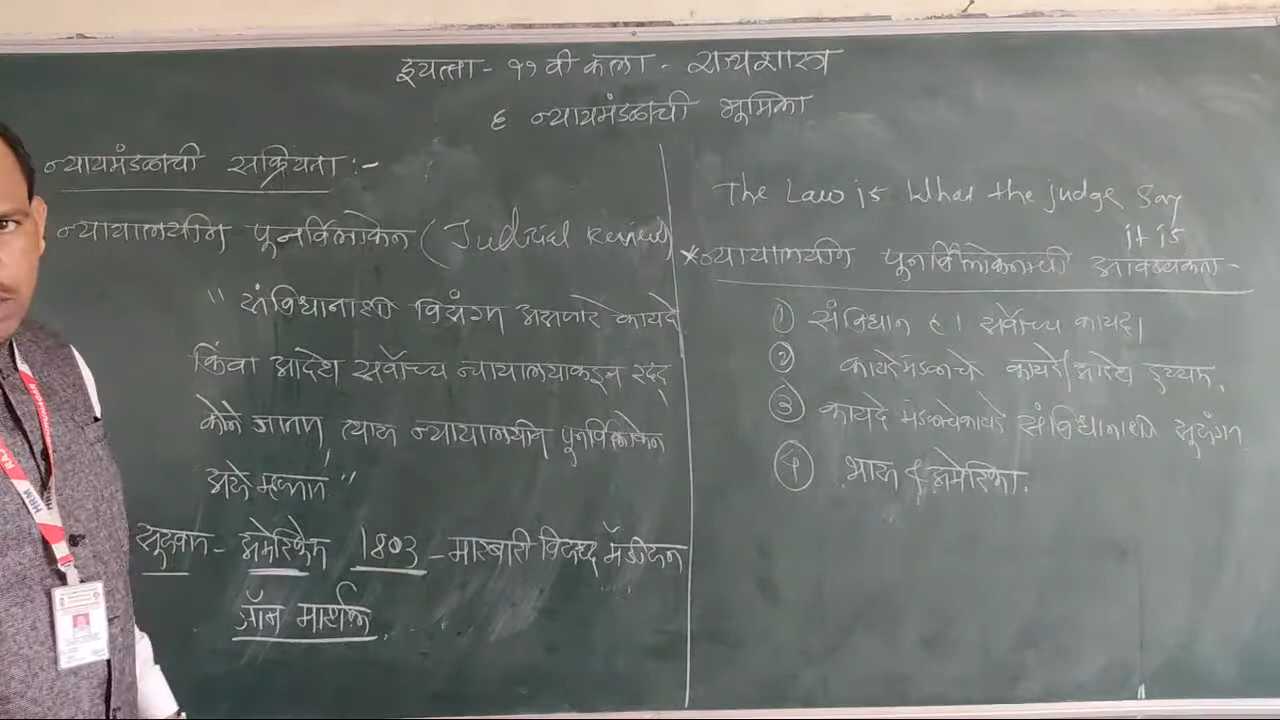 इयत्ता - ११ वी कला - राज्यशास्त्र
६ न्यायमंडळाची भूमिका
न्यायमंडळाची सक्रियता :-
न्यायालयीन पुनर्विलोकन ( Judicial Review )
" संविधानाशी विसंगत असणारे कायदे
किंवा आदेश सर्वोच्च न्यायालयाकडून रद्द
केले जातात, त्यास न्यायालयीन पुनर्विलोकन
असे म्हणतात "
सुरुवात - अमेरिकेत 1803 - मारबरी विरुद्ध मॅडीसन
जॉन मार्शल.
The Law is What the judge Say
it is
* न्यायालयीन पुनर्विलोकनाची आवश्यकता -
① संविधान हा सर्वोच्च कायदा
② कायदेमंडळाचे कायदे/आदेश दुय्यम.
③ कायदे मंडळाचे कायदे संविधानाशी सुसंगत
④ भारत व अमेरिका.
HRM